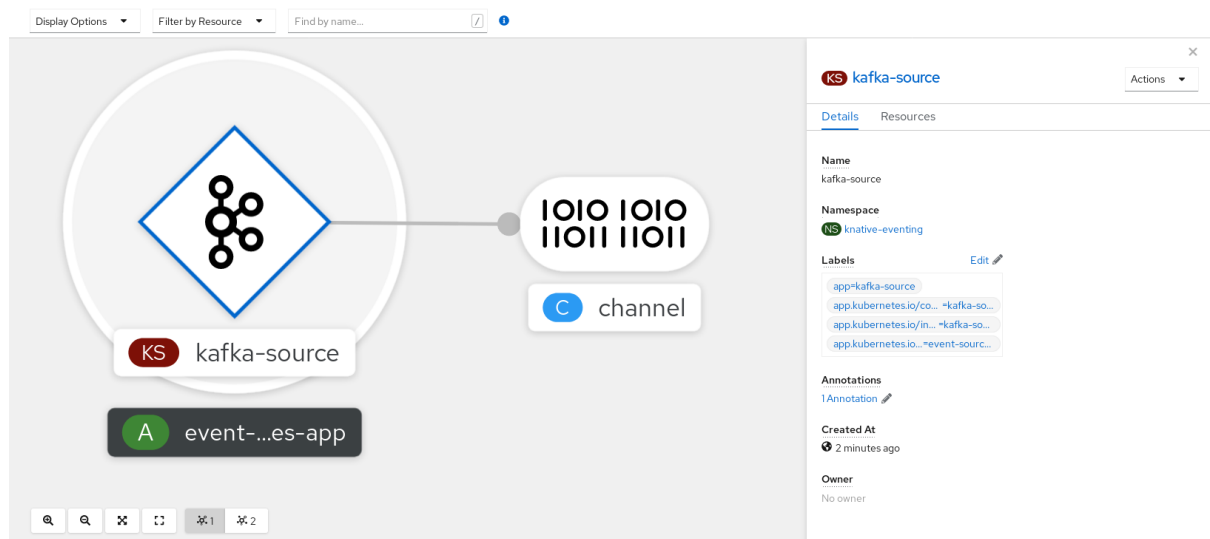 Display Options
Filter by Resource
Find by name...
/
KS kafka-source
Actions
Details
Resources
Name
kafka-source
Namespace
NS knative-eventing
Labels
Edit
app=kafka-source
app.kubernetes.io/co... =kafka-so...
app.kubernetes.io/in... =kafka-so...
app.kubernetes.io...=event-sourc...
Annotations
1 Annotation
Created At
2 minutes ago
Owner
No owner
1010 1010
11011 11011
C channel
KS kafka-source
A event-...es-app
1
2